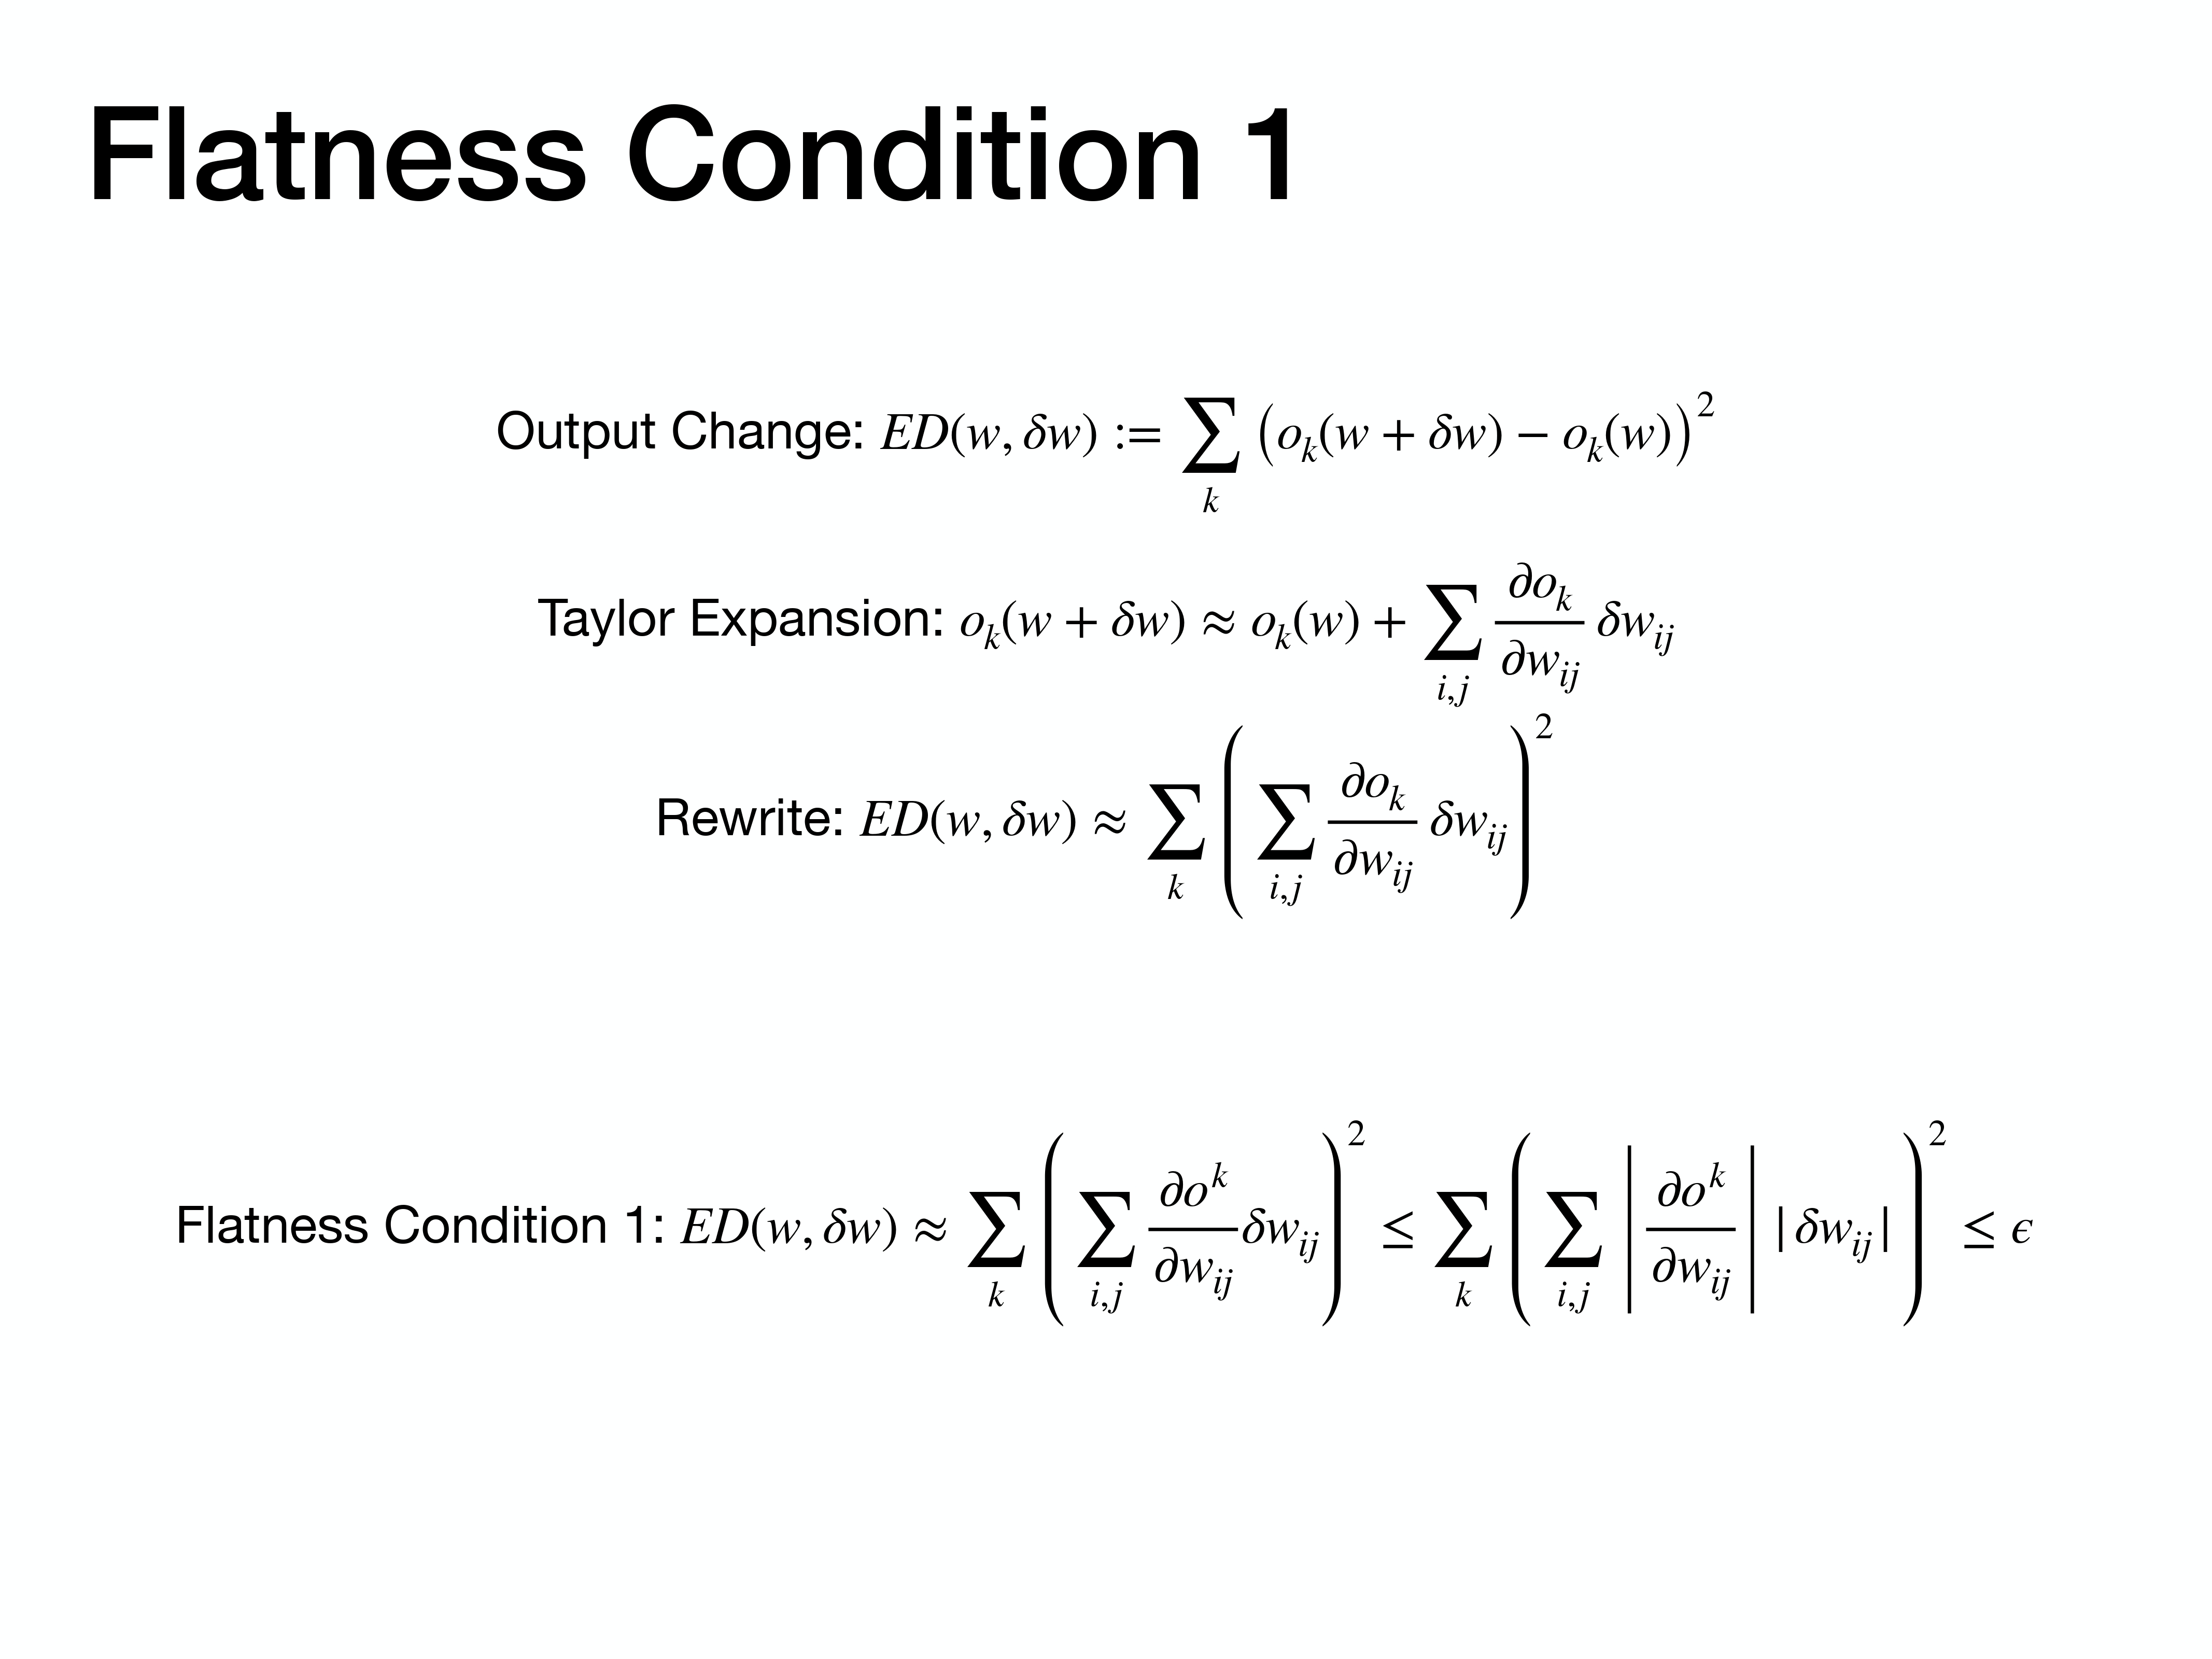 Flatness Condition 1
Output Change: $ED(w, \delta w) := \sum_{k} \left( o_k(w + \delta w) - o_k(w) \right)^2$
Taylor Expansion: $o_k(w + \delta w) \approx o_k(w) + \sum_{i,j} \frac{\partial o_k}{\partial w_{ij}} \delta w_{ij}$
Rewrite: $ED(w, \delta w) \approx \sum_{k} \left( \sum_{i,j} \frac{\partial o_k}{\partial w_{ij}} \delta w_{ij} \right)^2$
Flatness Condition 1: $ED(w, \delta w) \approx \sum_{k} \left( \sum_{i,j} \frac{\partial o^k}{\partial w_{ij}} \delta w_{ij} \right)^2 \leq \sum_{k} \left( \sum_{i,j} \left| \frac{\partial o^k}{\partial w_{ij}} \right| |\delta w_{ij}| \right)^2 \leq \epsilon$